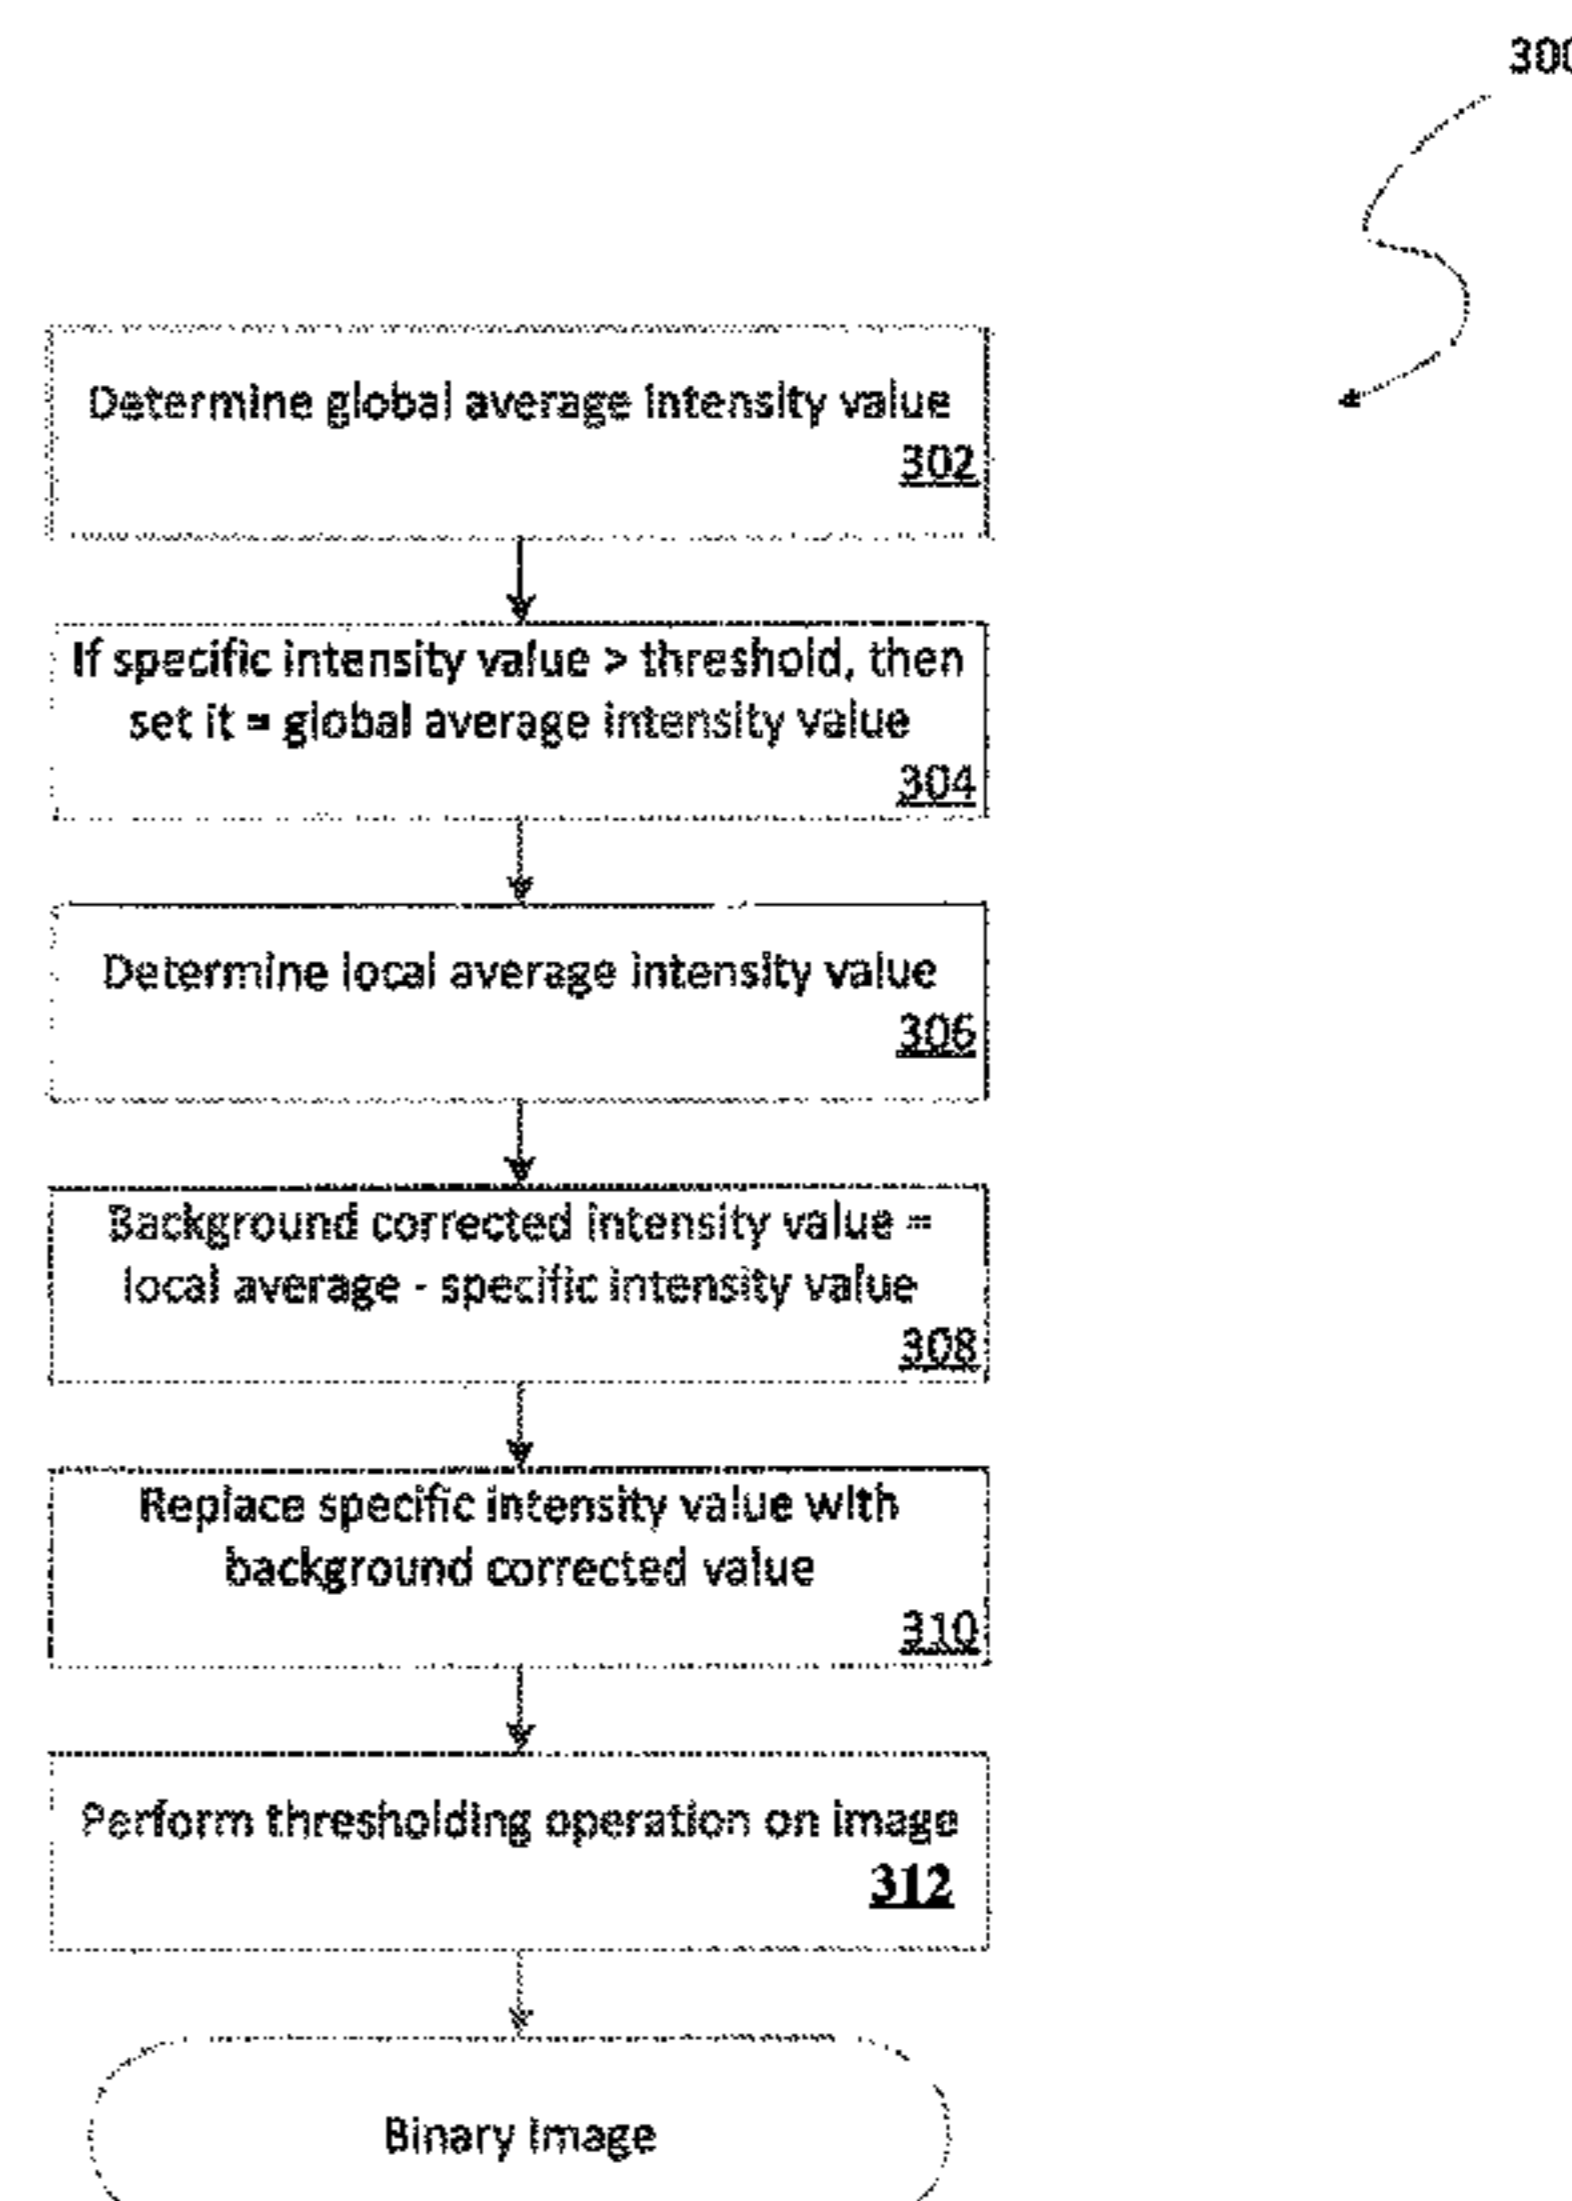 300
Determine global average intensity value
302
If specific intensity value > threshold, then
set it = global average intensity value
304
Determine local average intensity value
306
Background corrected intensity value =
local average - specific intensity value
308
Replace specific intensity value with
background corrected value
310
Perform thresholding operation on image
312
Binary Image